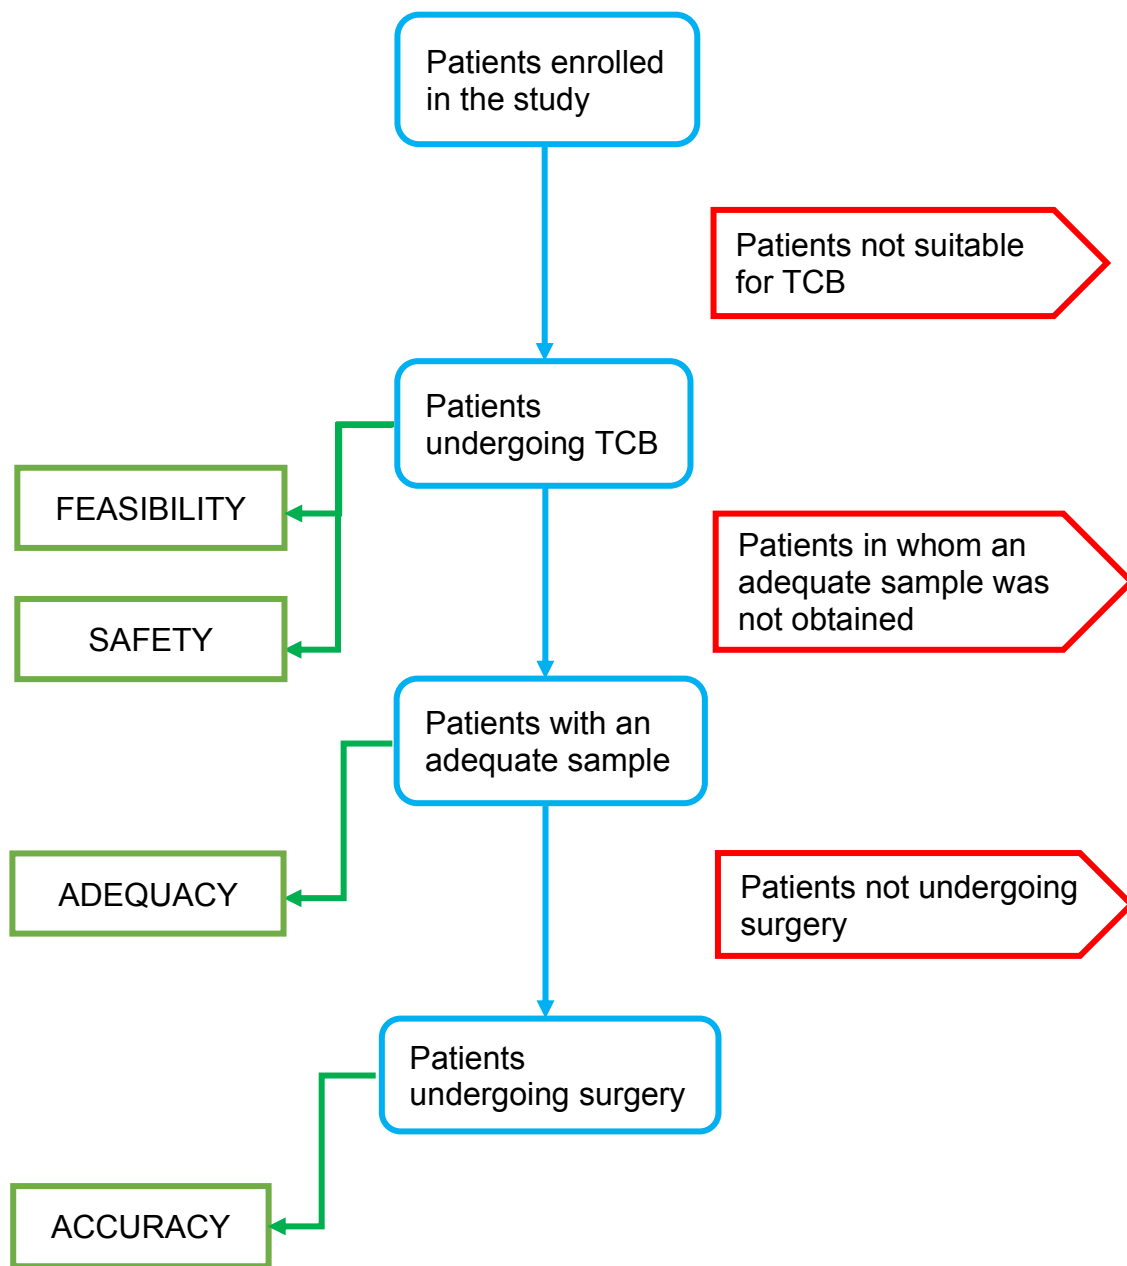 Patients enrolled
in the study
Patients not suitable
for TCB
Patients
undergoing TCB
FEASIBILITY
Patients in whom an
adequate sample was
not obtained
SAFETY
Patients with an
adequate sample
ADEQUACY
Patients not undergoing
surgery
Patients
undergoing surgery
ACCURACY